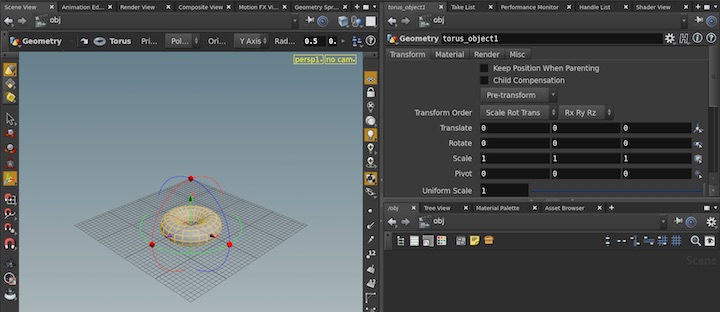 Scene View
Animation Ed...
Render View
Composite View
Motion FX Vi...
Geometry Spr...
obj
Geometry
Torus
Pri...
Pol...
Ori...
Y Axis
Rad...
0.5
0.
persp1
no cam
torus_object1
Take List
Performance Monitor
Handle List
Shader View
obj
Geometry torus_object1
Transform Material Render Misc
Keep Position When Parenting
Child Compensation
Pre-transform
Transform Order Scale Rot Trans Rx Ry Rz
Translate 0 0 0
Rotate 0 0 0
Scale 1 1 1
Pivot 0 0 0
Uniform Scale 1
/obj
Tree View
Material Palette
Asset Browser
obj
Scene
12